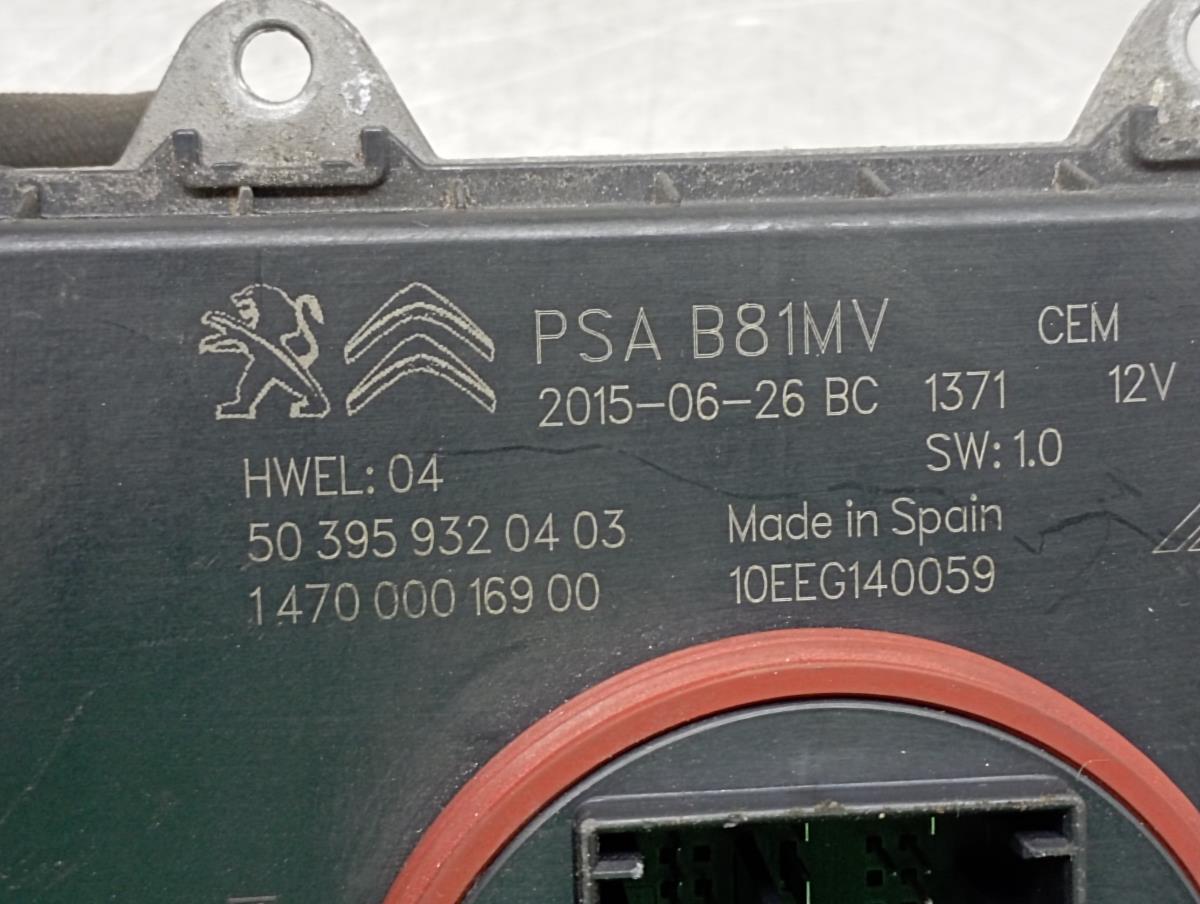 PSA B81MV CEM
2015-06-26 BC 1371 12V
HWEL: 04 SW: 1.0
50 395 932 04 03 Made in Spain
1 470 000 169 00 10EEG140059